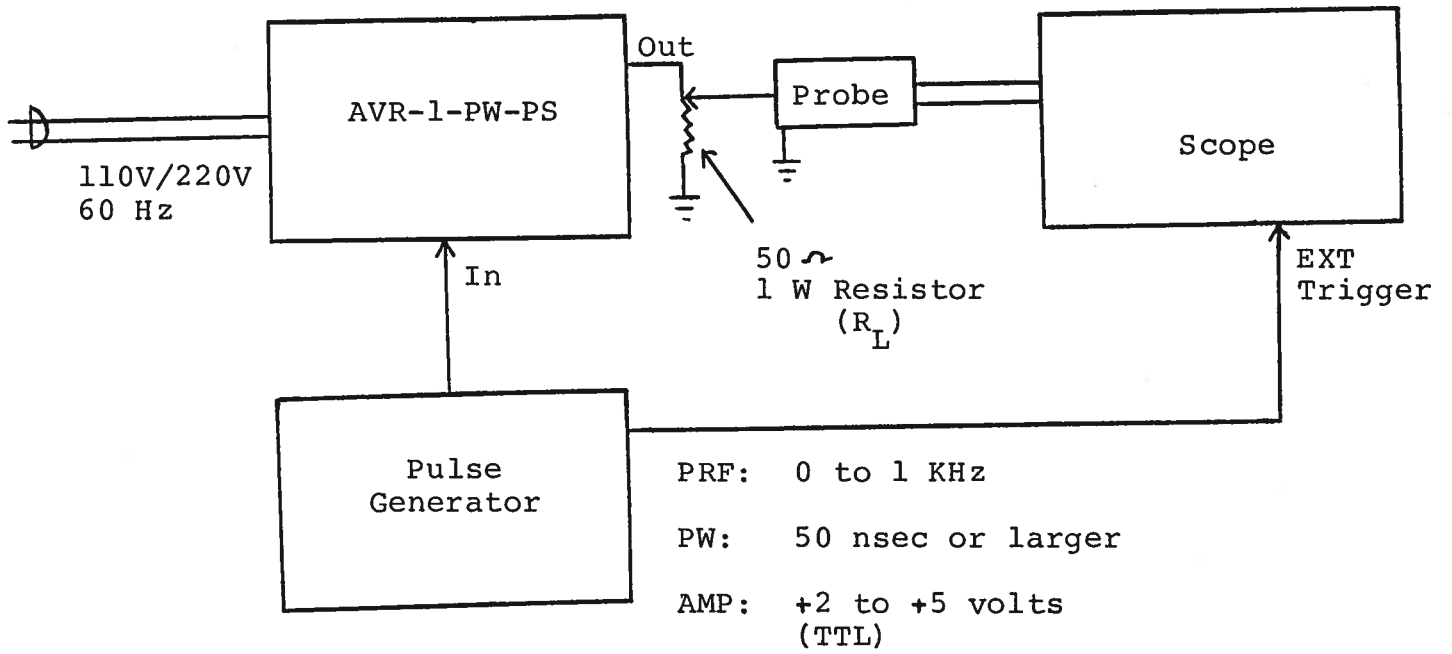 Out
AVR-1-PW-PS
Probe
Scope
110V/220V
60 Hz
In
50 Ω
1 W Resistor
(R_L)
EXT
Trigger
Pulse
Generator
PRF: 0 to 1 KHz
PW: 50 nsec or larger
AMP: +2 to +5 volts
(TTL)